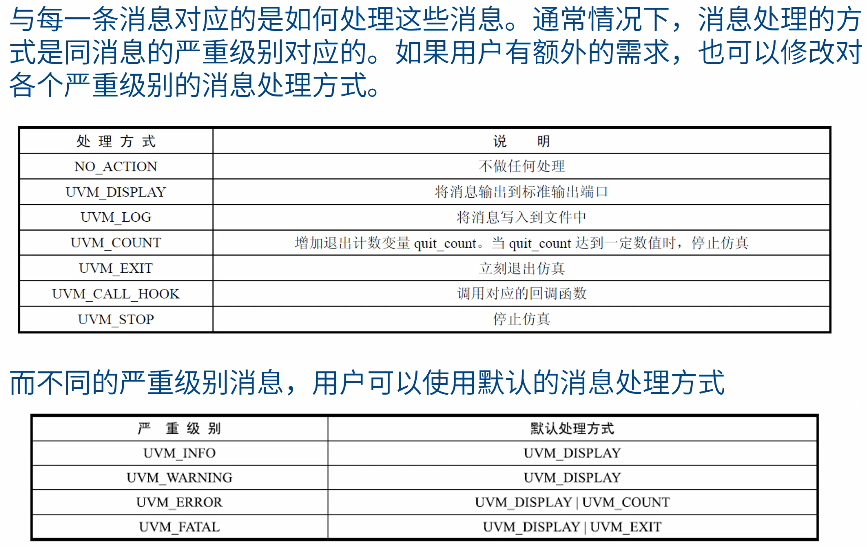 与每一条消息对应的是如何处理这些消息。通常情况下，消息处理的方
式是同消息的严重级别对应的。如果用户有额外的需求，也可以修改对
各个严重级别的消息处理方式。
处 理 方 式 说 明
NO_ACTION 不做任何处理
UVM_DISPLAY 将消息输出到标准输出端口
UVM_LOG 将消息写入到文件中
UVM_COUNT 增加退出计数变量 quit_count。当 quit_count 达到一定数值时，停止仿真
UVM_EXIT 立刻退出仿真
UVM_CALL_HOOK 调用对应的回调函数
UVM_STOP 停止仿真
而不同的严重级别消息，用户可以使用默认的消息处理方式
严 重 级 别 默认处理方式
UVM_INFO UVM_DISPLAY
UVM_WARNING UVM_DISPLAY
UVM_ERROR UVM_DISPLAY | UVM_COUNT
UVM_FATAL UVM_DISPLAY | UVM_EXIT